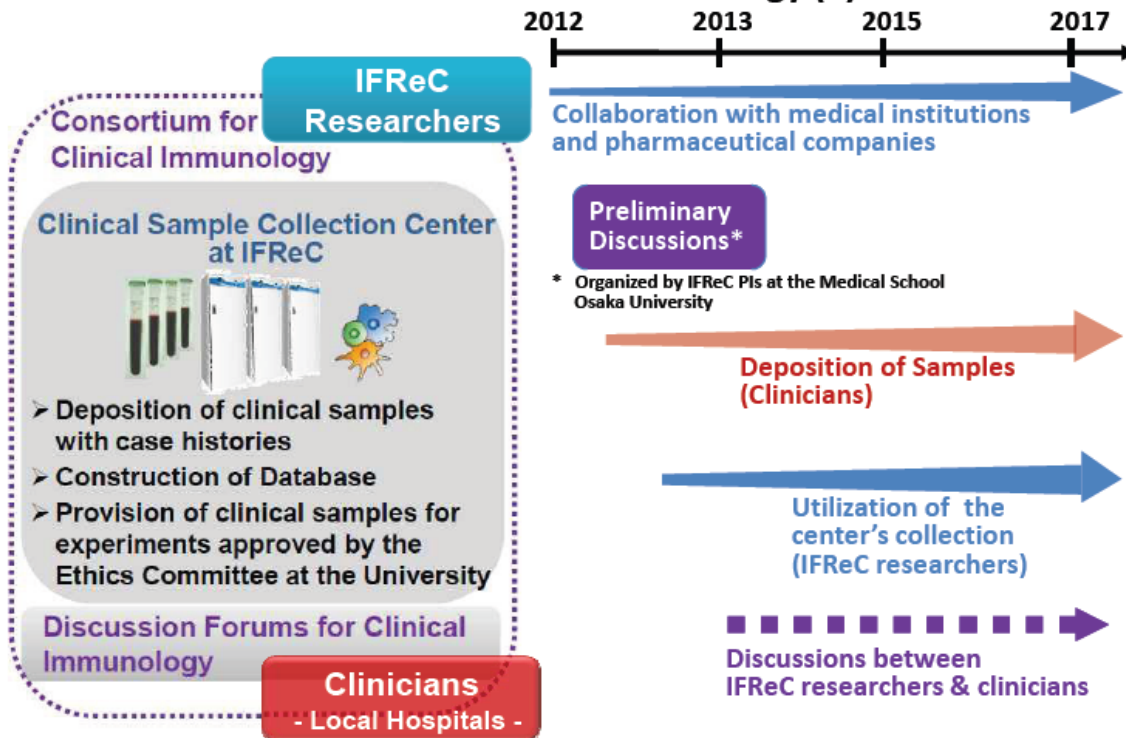 2012 2013 2015 2017
IFReC
Researchers
Consortium for
Clinical Immunology
Clinical Sample Collection Center
at IFReC
➢ Deposition of clinical samples
with case histories
➢ Construction of Database
➢ Provision of clinical samples for
experiments approved by the
Ethics Committee at the University
Discussion Forums for Clinical
Immunology
Clinicians
- Local Hospitals -
Collaboration with medical institutions
and pharmaceutical companies
Preliminary
Discussions*
* Organized by IFReC PIs at the Medical School
Osaka University
Deposition of Samples
(Clinicians)
Utilization of the
center's collection
(IFReC researchers)
Discussions between
IFReC researchers & clinicians